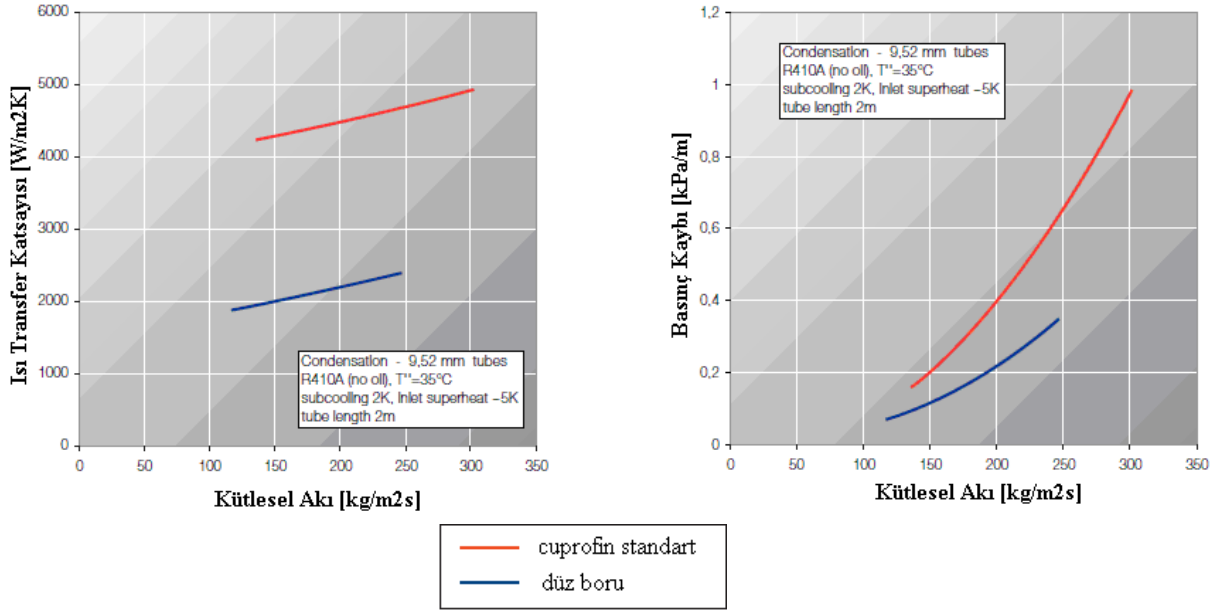 6000
5000
4000
3000
2000
1000
0
0 50 100 150 200 250 300 350
Isı Transfer Katsayısı [W/m2K]
Kütlesel Akı [kg/m2s]
Condensation - 9,52 mm tubes
R410A (no oil), T"=35°C
subcooling 2K, Inlet superheat ~5K
tube length 2m
1,2
1
0,8
0,6
0,4
0,2
0
0 50 100 150 200 250 300 350
Basınç Kaybı [kPa/m]
Kütlesel Akı [kg/m2s]
Condensation - 9,52 mm tubes
R410A (no oil), T"=35°C
subcooling 2K, Inlet superheat ~5K
tube length 2m
cuprofin standart
düz boru